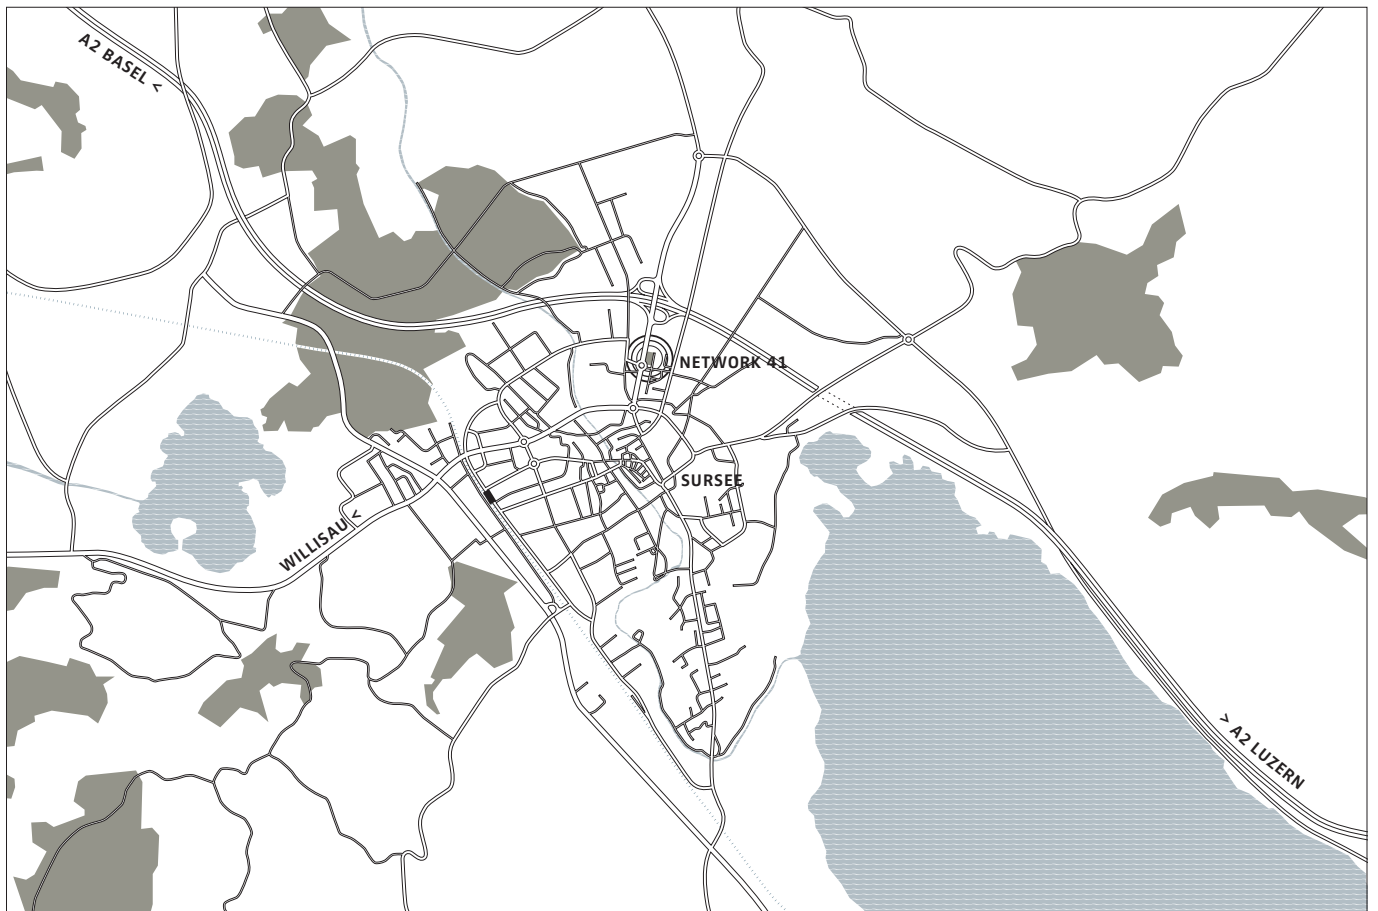 A2 BASEL <
NETWORK 41
SURSEE
WILLISAU <
> A2 LUZERN